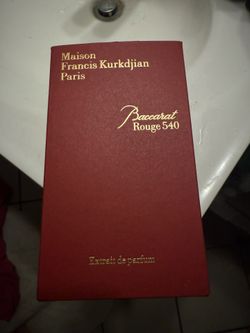 Maison
Francis Kurkdjian
Paris
Baccarat
Rouge 540
Extrait de parfum